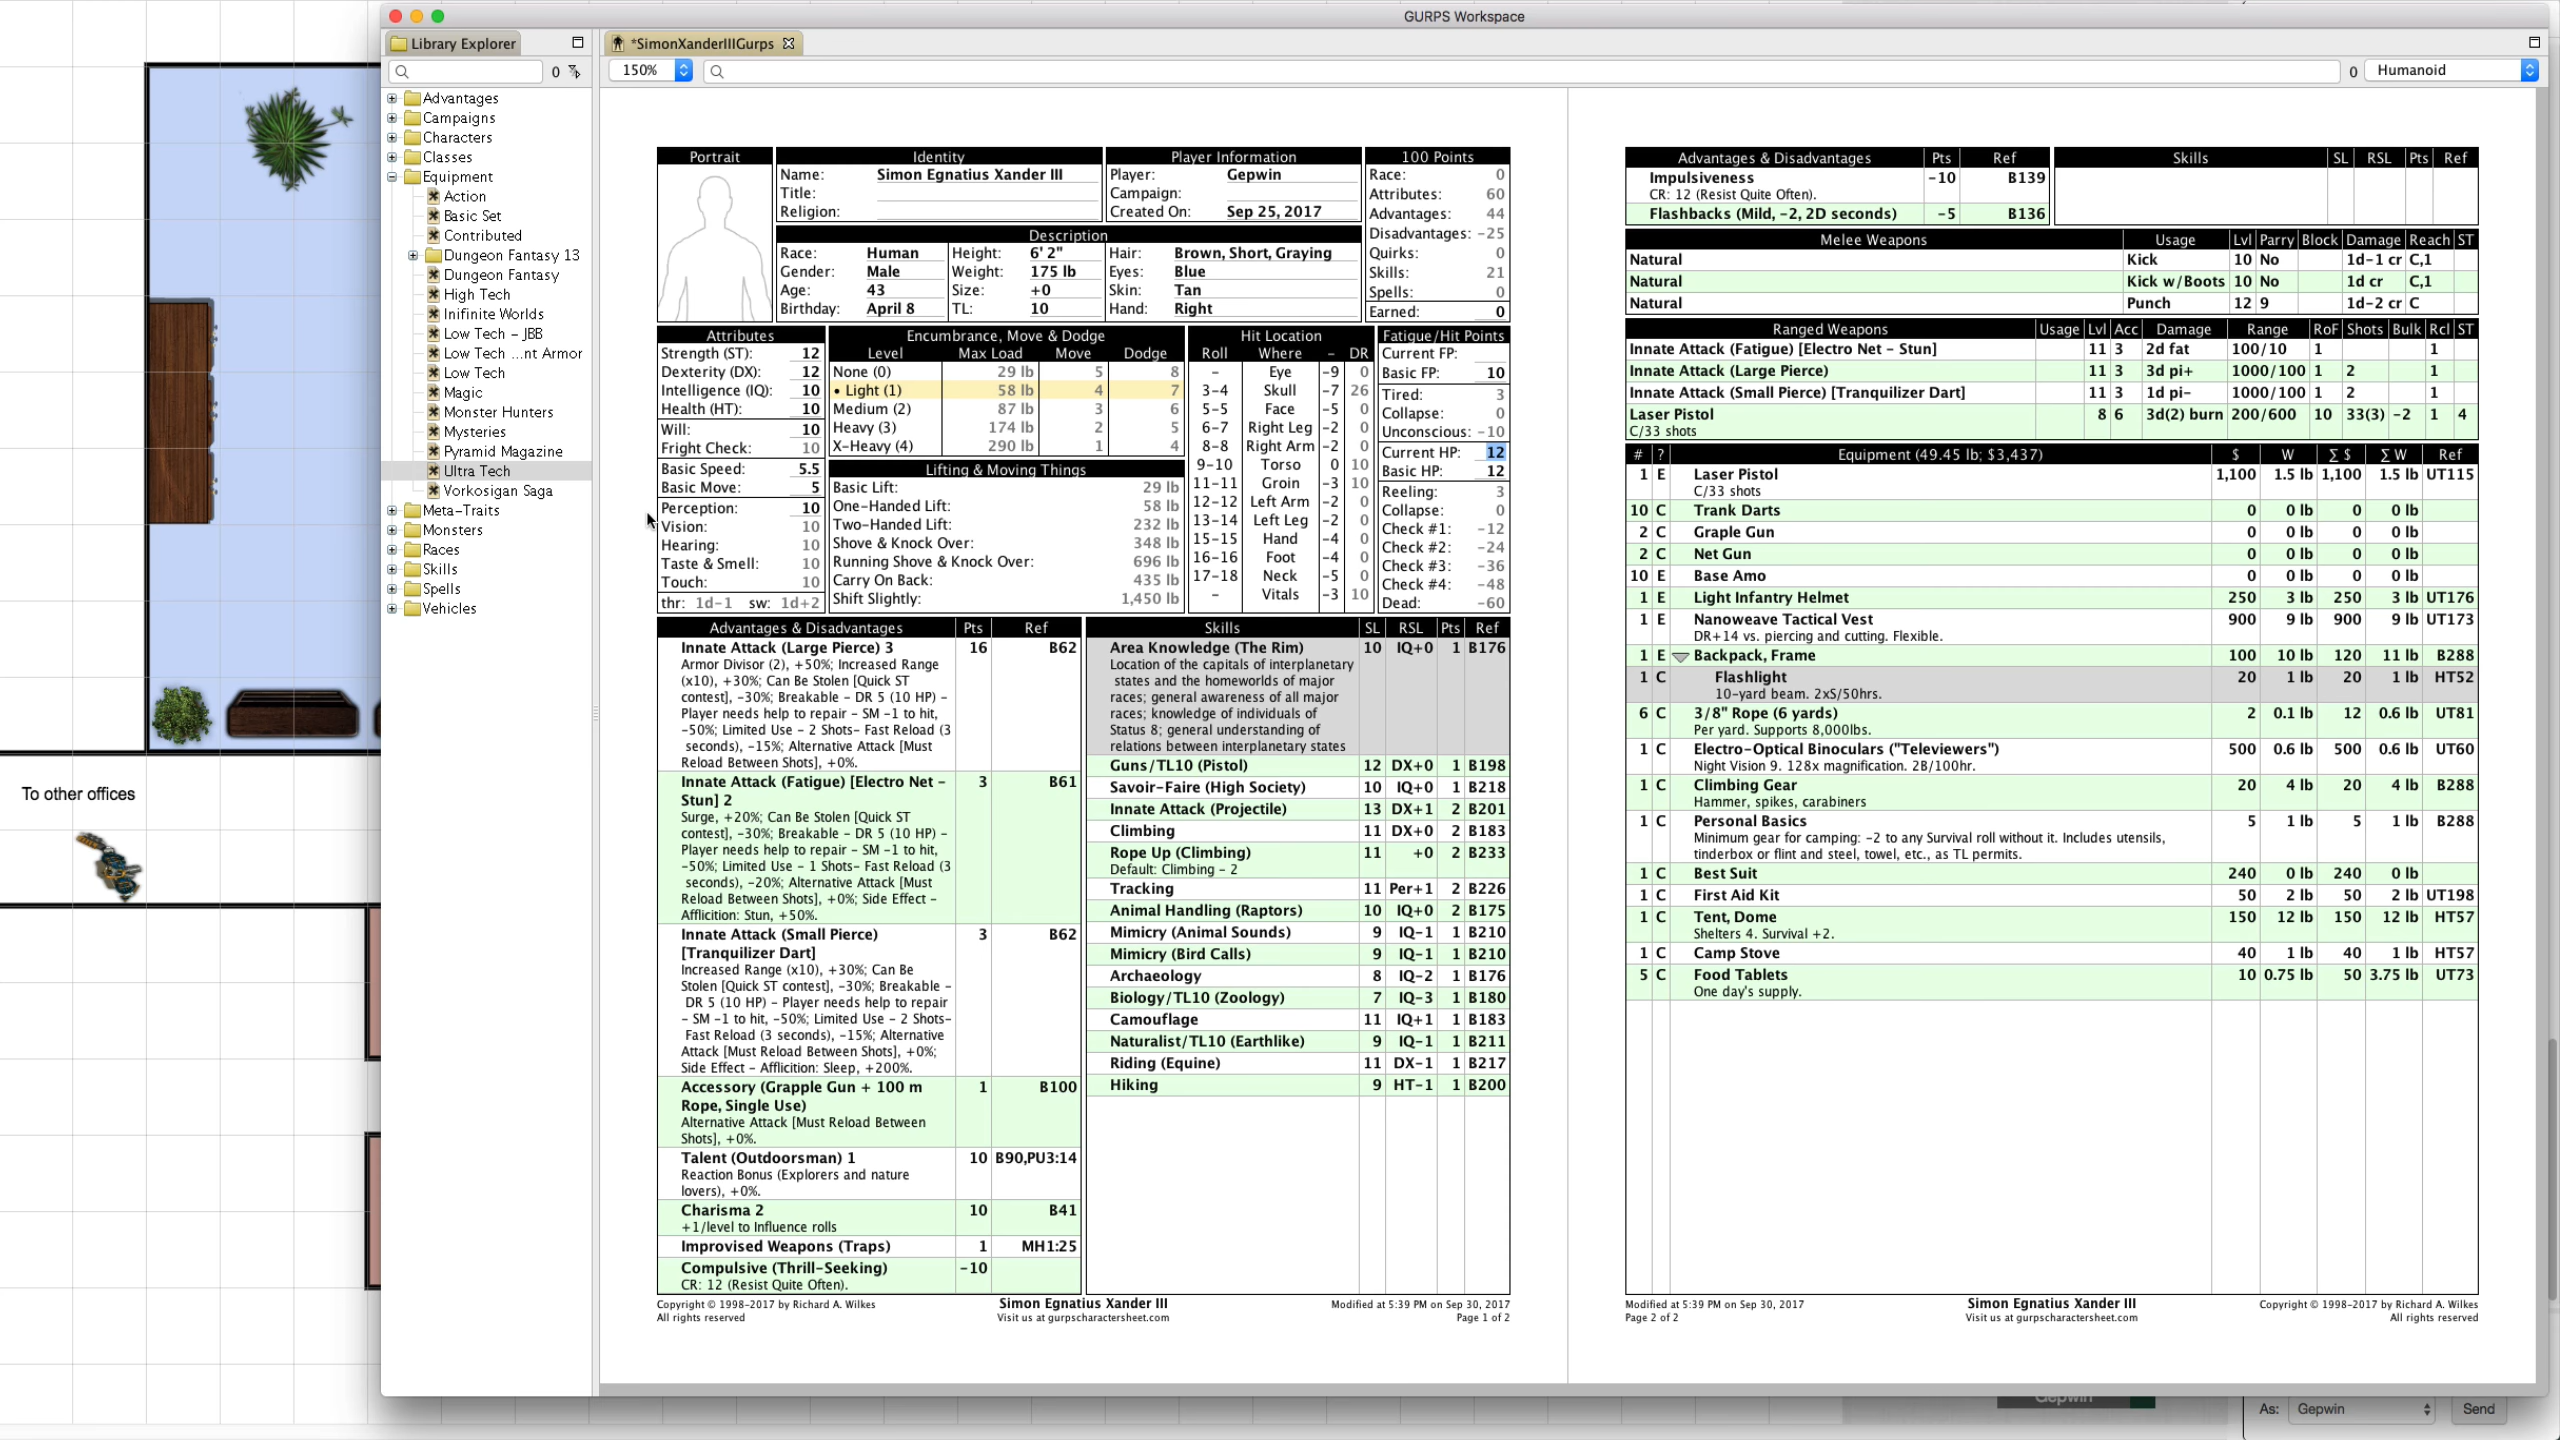 GURPS Workspace
Library Explorer
*SimonXanderIIIGurps
0
150%
0
Humanoid
Advantages
Campaigns
Characters
Classes
Equipment
Action
Basic Set
Contributed
Dungeon Fantasy 13
Dungeon Fantasy
High Tech
Inifinite Worlds
Low Tech – JBB
Low Tech ...nt Armor
Low Tech
Magic
Monster Hunters
Mysteries
Pyramid Magazine
Ultra Tech
Vorkosigan Saga
Meta-Traits
Monsters
Races
Skills
Spells
Vehicles
To other offices
Portrait
Identity
Name: Simon Egnatius Xander III
Title:
Religion:
Player Information
Player: Gepwin
Campaign:
Created On: Sep 25, 2017
100 Points
Race: 0
Attributes: 60
Advantages: 44
Disadvantages: -25
Quirks: 0
Skills: 21
Spells: 0
Earned: 0
Description
Race: Human Height: 6' 2" Hair: Brown, Short, Graying
Gender: Male Weight: 175 lb Eyes: Blue
Age: 43 Size: +0 Skin: Tan
Birthday: April 8 TL: 10 Hand: Right
Attributes
Strength (ST): 12
Dexterity (DX): 12
Intelligence (IQ): 10
Health (HT): 10
Will: 10
Fright Check: 10
Basic Speed: 5.5
Basic Move: 5
Perception: 10
Vision: 10
Hearing: 10
Taste & Smell: 10
Touch: 10
thr: 1d-1 sw: 1d+2
Encumbrance, Move & Dodge
Level Max Load Move Dodge
None (0) 29 lb 5 8
• Light (1) 58 lb 4 7
Medium (2) 87 lb 3 6
Heavy (3) 174 lb 2 5
X-Heavy (4) 290 lb 1 4
Lifting & Moving Things
Basic Lift: 29 lb
One-Handed Lift: 58 lb
Two-Handed Lift: 232 lb
Shove & Knock Over: 348 lb
Running Shove & Knock Over: 696 lb
Carry On Back: 435 lb
Shift Slightly: 1,450 lb
Hit Location
Roll Where – DR
– Eye -9 0
3-4 Skull -7 26
5-5 Face -5 0
6-7 Right Leg -2 0
8-8 Right Arm -2 0
9-10 Torso 0 10
11-11 Groin -3 10
12-12 Left Arm -2 0
13-14 Left Leg -2 0
15-15 Hand -4 0
16-16 Foot -4 0
17-18 Neck -5 0
– Vitals -3 10
Fatigue/Hit Points
Current FP:
Basic FP: 10
Tired: 3
Collapse: 0
Unconscious: -10
Current HP: 12
Basic HP: 12
Reeling: 3
Collapse: 0
Check #1: -12
Check #2: -24
Check #3: -36
Check #4: -48
Dead: -60
Advantages & Disadvantages Pts Ref
Innate Attack (Large Pierce) 3 16 B62
Armor Divisor (2), +50%; Increased Range
(x10), +30%; Can Be Stolen [Quick ST
contest], -30%; Breakable - DR 5 (10 HP) -
Player needs help to repair - SM -1 to hit,
-50%; Limited Use - 2 Shots- Fast Reload (3
seconds), -15%; Alternative Attack [Must
Reload Between Shots], +0%.
Innate Attack (Fatigue) [Electro Net - 3 B61
Stun] 2
Surge, +20%; Can Be Stolen [Quick ST
contest], -30%; Breakable - DR 5 (10 HP) -
Player needs help to repair - SM -1 to hit,
-50%; Limited Use - 1 Shots- Fast Reload (3
seconds), -20%; Alternative Attack [Must
Reload Between Shots], +0%; Side Effect -
Afflicition: Stun, +50%.
Innate Attack (Small Pierce) 3 B62
[Tranquilizer Dart]
Increased Range (x10), +30%; Can Be
Stolen [Quick ST contest], -30%; Breakable -
DR 5 (10 HP) - Player needs help to repair
- SM -1 to hit, -50%; Limited Use - 2 Shots-
Fast Reload (3 seconds), -15%; Alternative
Attack [Must Reload Between Shots], +0%;
Side Effect - Afflicition: Sleep, +200%.
Accessory (Grapple Gun + 100 m 1 B100
Rope, Single Use)
Alternative Attack [Must Reload Between
Shots], +0%.
Talent (Outdoorsman) 1 10 B90,PU3:14
Reaction Bonus (Explorers and nature
lovers), +0%.
Charisma 2 10 B41
+1/level to Influence rolls
Improvised Weapons (Traps) 1 MH1:25
Compulsive (Thrill-Seeking) -10
CR: 12 (Resist Quite Often).
Skills SL RSL Pts Ref
Area Knowledge (The Rim) 10 IQ+0 1 B176
Location of the capitals of interplanetary
states and the homeworlds of major
races; general awareness of all major
races; knowledge of individuals of
Status 8; general understanding of
relations between interplanetary states
Guns/TL10 (Pistol) 12 DX+0 1 B198
Savoir-Faire (High Society) 10 IQ+0 1 B218
Innate Attack (Projectile) 13 DX+1 2 B201
Climbing 11 DX+0 2 B183
Rope Up (Climbing) 11 +0 2 B233
Default: Climbing - 2
Tracking 11 Per+1 2 B226
Animal Handling (Raptors) 10 IQ+0 2 B175
Mimicry (Animal Sounds) 9 IQ-1 1 B210
Mimicry (Bird Calls) 9 IQ-1 1 B210
Archaeology 8 IQ-2 1 B176
Biology/TL10 (Zoology) 7 IQ-3 1 B180
Camouflage 11 IQ+1 1 B183
Naturalist/TL10 (Earthlike) 9 IQ-1 1 B211
Riding (Equine) 11 DX-1 1 B217
Hiking 9 HT-1 1 B200
Copyright © 1998-2017 by Richard A. Wilkes Simon Egnatius Xander III Modified at 5:39 PM on Sep 30, 2017
All rights reserved Visit us at gurpscharactersheet.com Page 1 of 2
Advantages & Disadvantages Pts Ref
Impulsiveness -10 B139
CR: 12 (Resist Quite Often).
Flashbacks (Mild, -2, 2D seconds) -5 B136
Skills SL RSL Pts Ref
Melee Weapons Usage Lvl Parry Block Damage Reach ST
Natural Kick 10 No 1d-1 cr C,1
Natural Kick w/Boots 10 No 1d cr C,1
Natural Punch 12 9 1d-2 cr C
Ranged Weapons Usage Lvl Acc Damage Range RoF Shots Bulk Rcl ST
Innate Attack (Fatigue) [Electro Net - Stun] 11 3 2d fat 100/10 1 1
Innate Attack (Large Pierce) 11 3 3d pi+ 1000/100 1 2 1
Innate Attack (Small Pierce) [Tranquilizer Dart] 11 3 1d pi- 1000/100 1 2 1
Laser Pistol 8 6 3d(2) burn 200/600 10 33(3) -2 1 4
C/33 shots
# ? Equipment (49.45 lb; $3,437) $ W Σ $ Σ W Ref
1 E Laser Pistol 1,100 1.5 lb 1,100 1.5 lb UT115
C/33 shots
10 C Trank Darts 0 0 lb 0 0 lb
2 C Graple Gun 0 0 lb 0 0 lb
2 C Net Gun 0 0 lb 0 0 lb
10 E Base Amo 0 0 lb 0 0 lb
1 E Light Infantry Helmet 250 3 lb 250 3 lb UT176
1 E Nanoweave Tactical Vest 900 9 lb 900 9 lb UT173
DR+14 vs. piercing and cutting. Flexible.
1 E Backpack, Frame 100 10 lb 120 11 lb B288
1 C Flashlight 20 1 lb 20 1 lb HT52
10-yard beam. 2xS/50hrs.
6 C 3/8" Rope (6 yards) 2 0.1 lb 12 0.6 lb UT81
Per yard. Supports 8,000lbs.
1 C Electro-Optical Binoculars ("Televiewers") 500 0.6 lb 500 0.6 lb UT60
Night Vision 9. 128x magnification. 2B/100hr.
1 C Climbing Gear 20 4 lb 20 4 lb B288
Hammer, spikes, carabiners
1 C Personal Basics 5 1 lb 5 1 lb B288
Minimum gear for camping: -2 to any Survival roll without it. Includes utensils,
tinderbox or flint and steel, towel, etc., as TL permits.
1 C Best Suit 240 0 lb 240 0 lb
1 C First Aid Kit 50 2 lb 50 2 lb UT198
1 C Tent, Dome 150 12 lb 150 12 lb HT57
Shelters 4. Survival +2.
1 C Camp Stove 40 1 lb 40 1 lb HT57
5 C Food Tablets 10 0.75 lb 50 3.75 lb UT73
One day's supply.
Modified at 5:39 PM on Sep 30, 2017 Simon Egnatius Xander III Copyright © 1998-2017 by Richard A. Wilkes
Page 2 of 2 Visit us at gurpscharactersheet.com All rights reserved
Gepwin
As: Gepwin Send